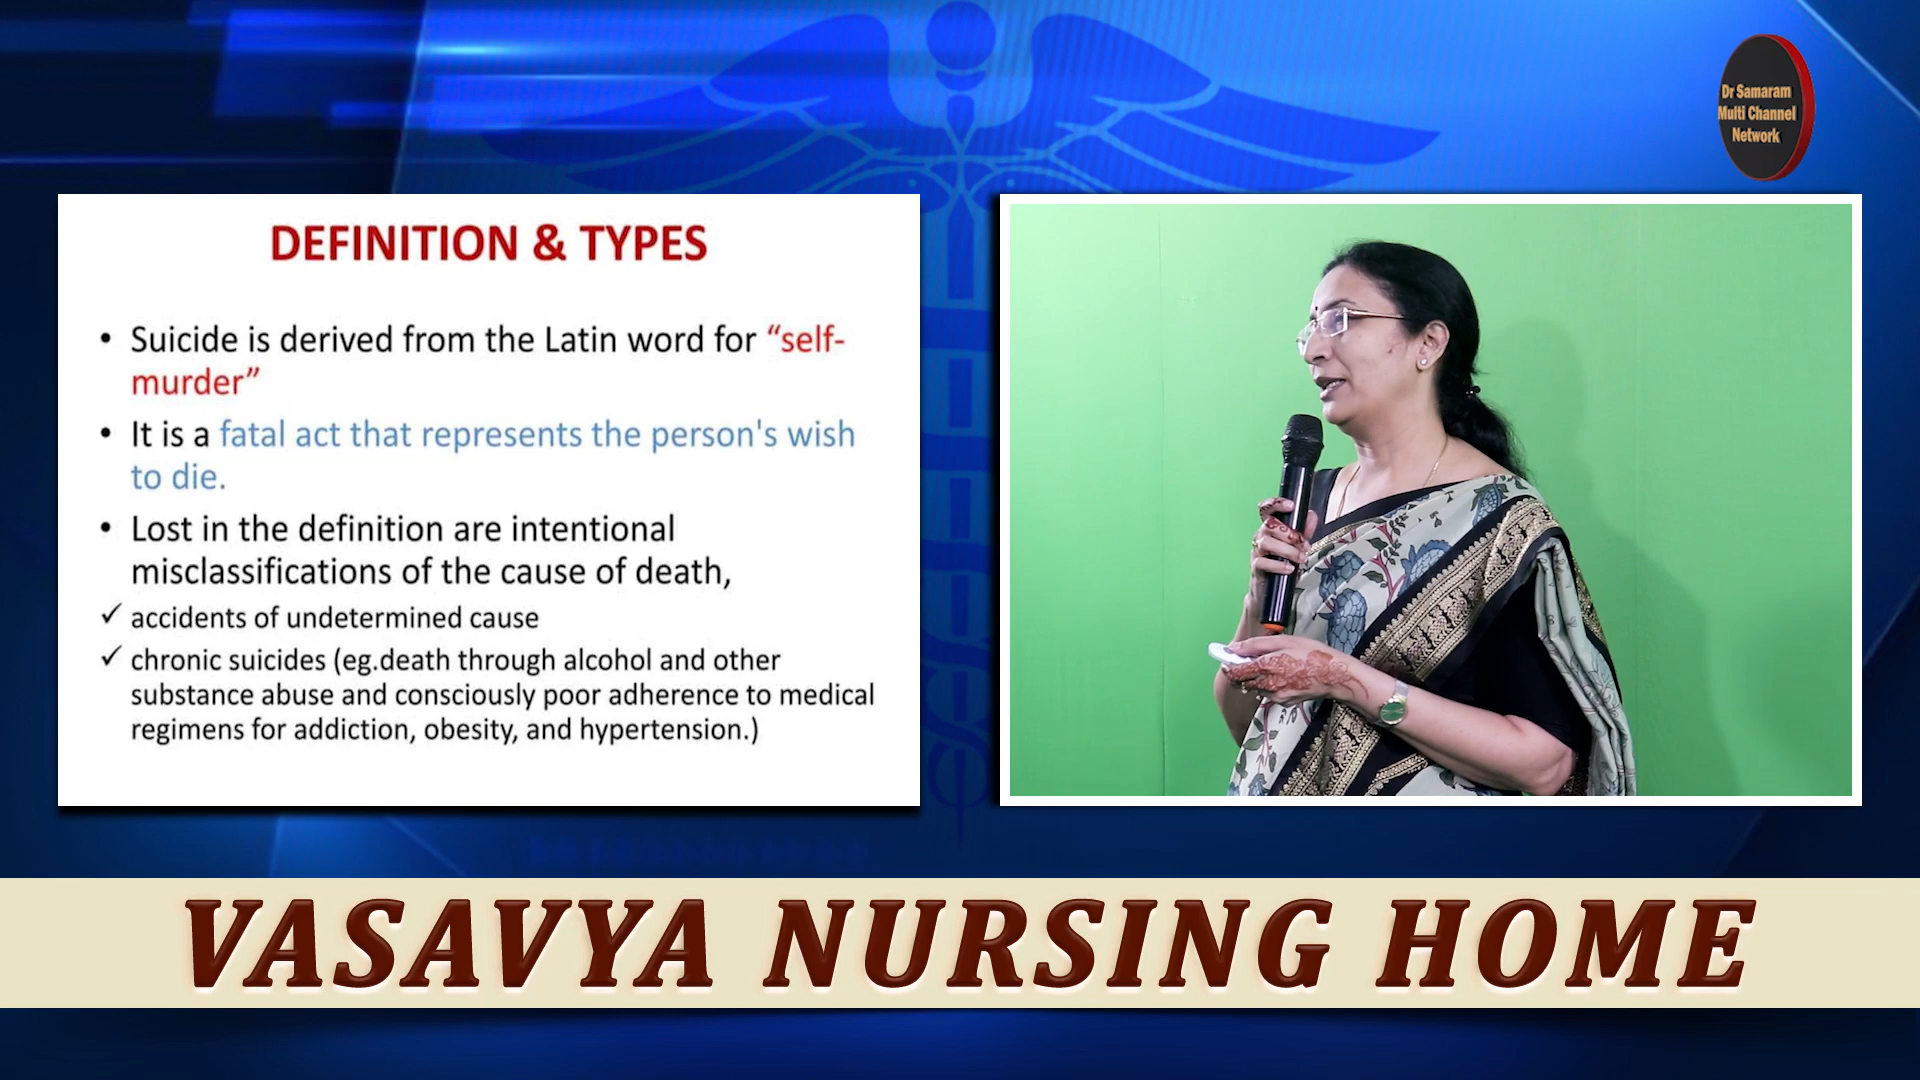 Dr Samaram
Multi Channel
Network
DEFINITION & TYPES
• Suicide is derived from the Latin word for “self-
murder”
• It is a fatal act that represents the person's wish
to die.
• Lost in the definition are intentional
misclassifications of the cause of death,
✓ accidents of undetermined cause
✓ chronic suicides (eg.death through alcohol and other
substance abuse and consciously poor adherence to medical
regimens for addiction, obesity, and hypertension.)
VASAVYA NURSING HOME